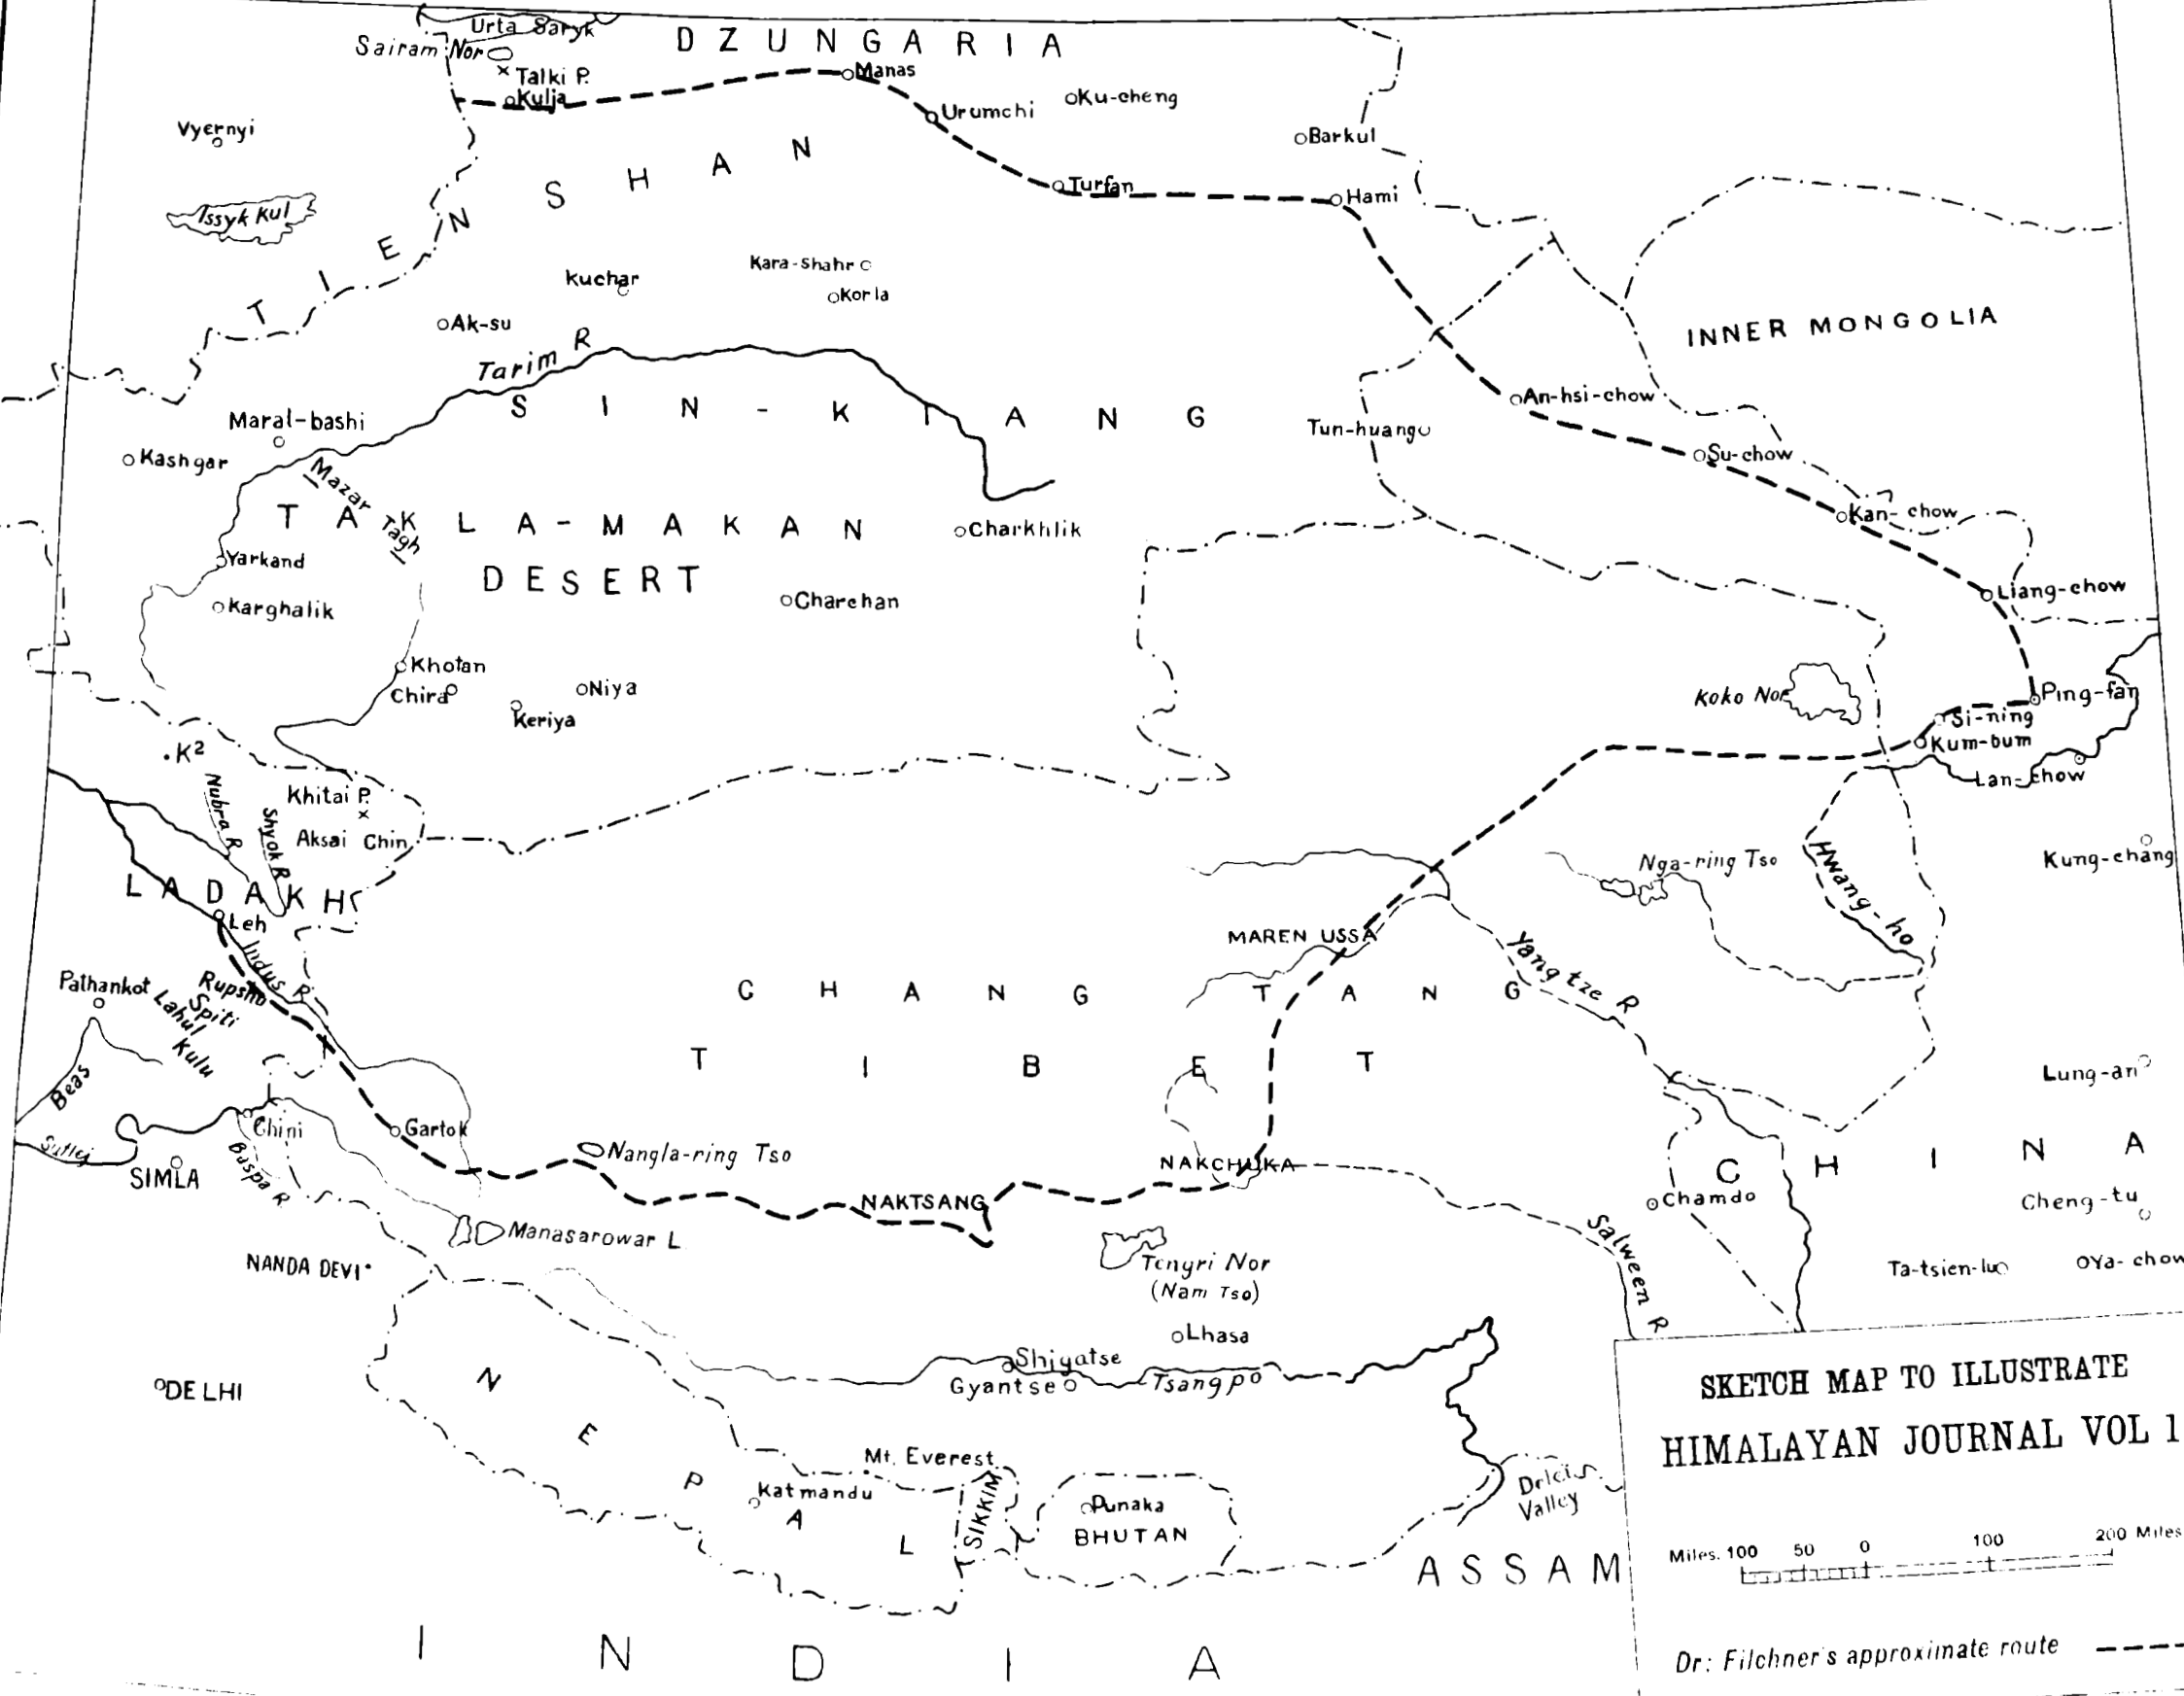 Urta Saryk
Sairam Nor
DZUNGARIA
Talki P.
Kulja
Manas
Urumchi
Ku-cheng
Vyernyi
Barkul
TIEN SHAN
Turfan
Hami
Issyk Kul
Kara-Shahr
Kuchar
Korla
Ak-su
INNER MONGOLIA
Tarim R
SIN-KIANG
An-hsi-chow
Maral-bashi
Tun-huang
Kashgar
Su-chow
Mazar Tagh
TAKLA-MAKAN
DESERT
Charkhlik
Kan-chow
Yarkand
Karghalik
Charchan
Liang-chow
Khotan
Chira
Niya
Keriya
Koko Nor
Ping-fan
Si-ning
Kum-bum
Lan-chow
K2
Nubra R
Shyok R
Khitai P.
Aksai Chin
LADAKH
Leh
Nga-ring Tso
Hwang-ho
Kung-chang
MAREN USSA
Yang tze R
Indus R
Pathankot
Rupshu
Spiti
Lahul
Kulu
CHANG TANG
TIBET
Beas
Lung-an
Sutlej
Chini
Baspa R.
SIMLA
Gartok
Nangla-ring Tso
NAKCHUKA
CHINA
Chamdo
Cheng-tu
NAKTSANG
Manasarowar L
NANDA DEVI
Tengri Nor
(Nam Tso)
Salween R
Ta-tsien-lu
Ya-chow
Lhasa
Shigatse
Gyantse
Tsangpo
DELHI
NEPAL
Mt. Everest
Katmandu
SIKKIM
Punaka
BHUTAN
Valley
ASSAM
INDIA
SKETCH MAP TO ILLUSTRATE
HIMALAYAN JOURNAL VOL 1
Miles. 100 50 0 100 200 Miles
Dr: Filchner's approximate route